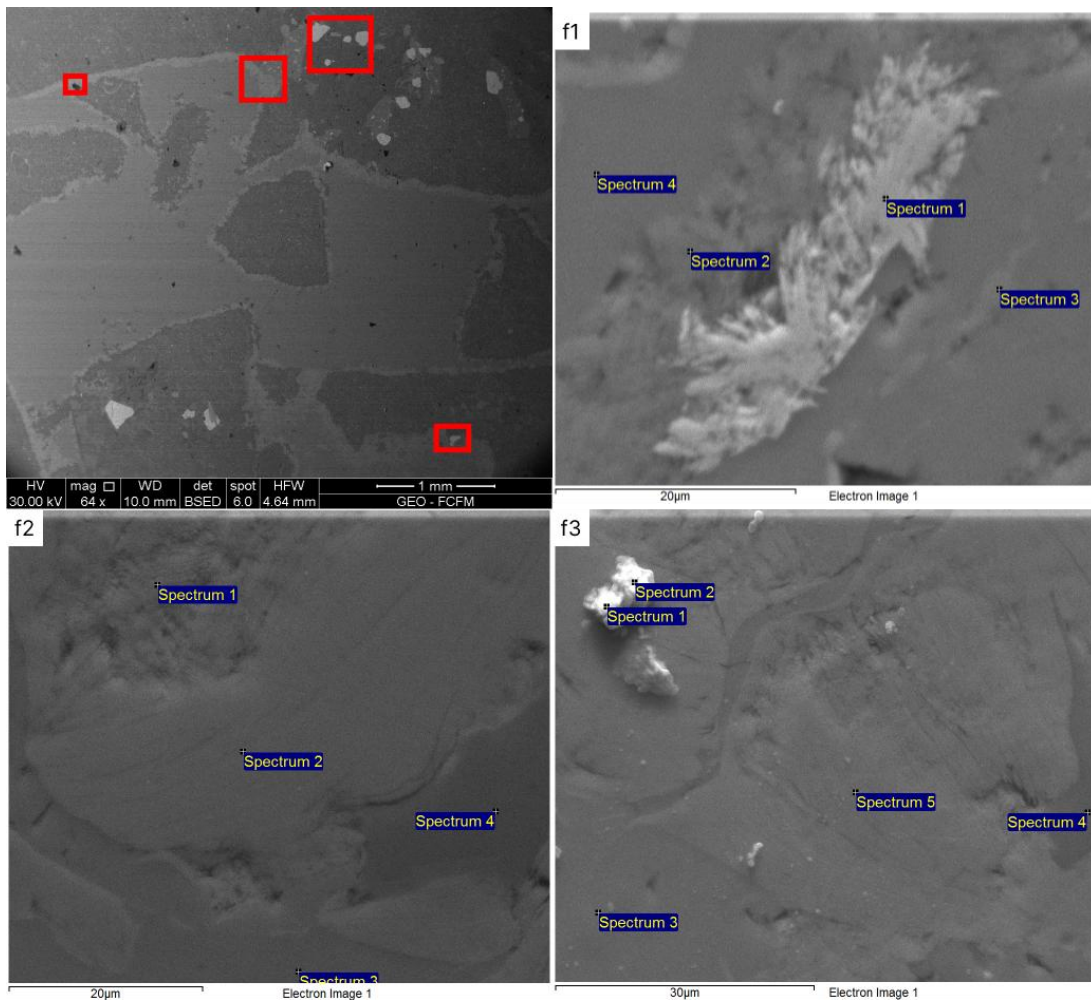 HV mag □ WD det spot HFW 1 mm
30.00 kV 64 x 10.0 mm BSED 6.0 4.64 mm GEO - FCFM
f1
Spectrum 4
Spectrum 1
Spectrum 2
Spectrum 3
20µm Electron Image 1
f2
Spectrum 1
Spectrum 2
Spectrum 4
Spectrum 3
20µm Electron Image 1
f3
Spectrum 2
Spectrum 1
Spectrum 5
Spectrum 4
Spectrum 3
30µm Electron Image 1